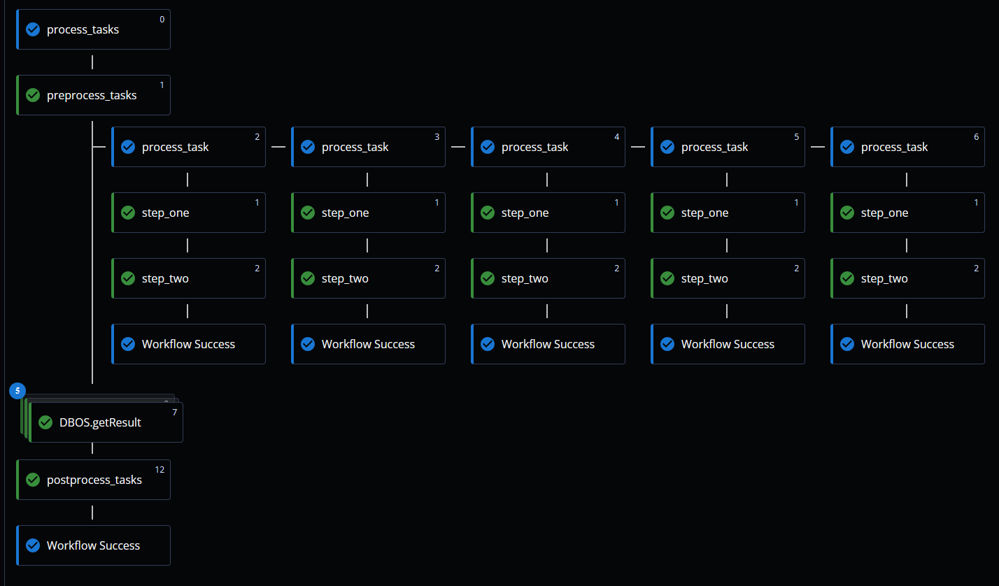 process_tasks 0
preprocess_tasks 1
process_task 2 process_task 3 process_task 4 process_task 5 process_task 6
step_one 1 step_one 1 step_one 1 step_one 1 step_one 1
step_two 2 step_two 2 step_two 2 step_two 2 step_two 2
Workflow Success Workflow Success Workflow Success Workflow Success Workflow Success
5
DBOS.getResult 7
postprocess_tasks 12
Workflow Success